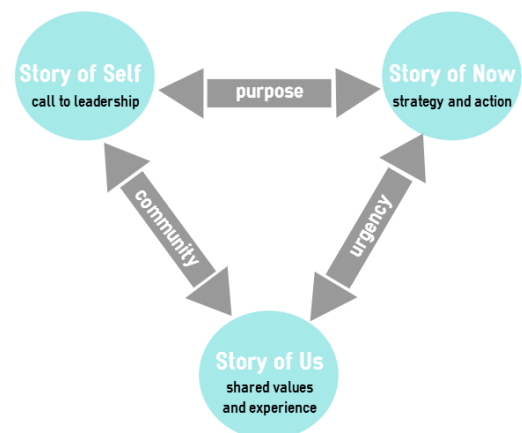 Story of Self
call to leadership
purpose
Story of Now
strategy and action
community
urgency
Story of Us
shared values
and experience